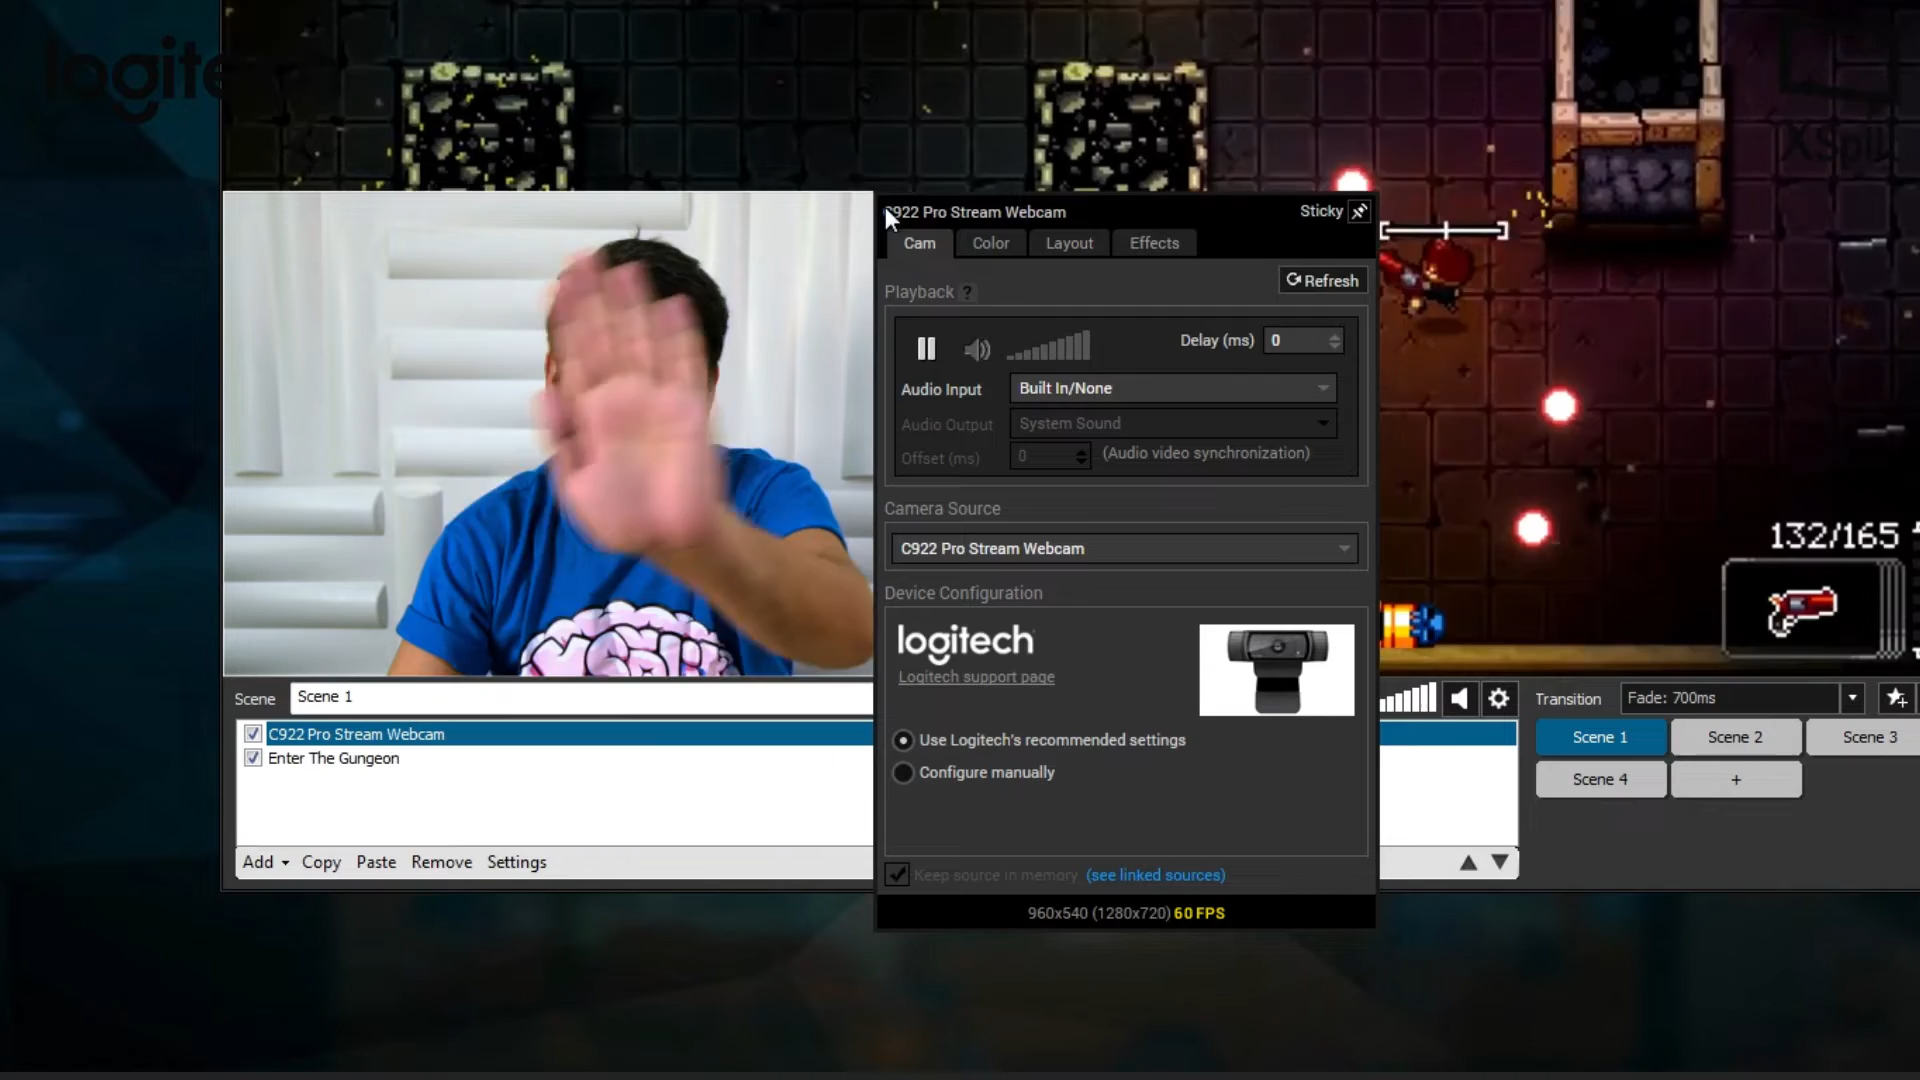 logite
XSpli
C922 Pro Stream Webcam
Sticky
Cam
Color
Layout
Effects
Refresh
Playback ?
Delay (ms) 0
Audio Input Built In/None
Audio Output System Sound
Offset (ms) 0 (Audio video synchronization)
Camera Source
C922 Pro Stream Webcam
Device Configuration
logitech
Logitech support page
Use Logitech's recommended settings
Configure manually
Keep source in memory (see linked sources)
960x540 (1280x720) 60 FPS
132/165
XSplit
Scene Scene 1
C922 Pro Stream Webcam
Enter The Gungeon
Add Copy Paste Remove Settings
Transition Fade: 700ms
Scene 1 Scene 2 Scene 3
Scene 4 +